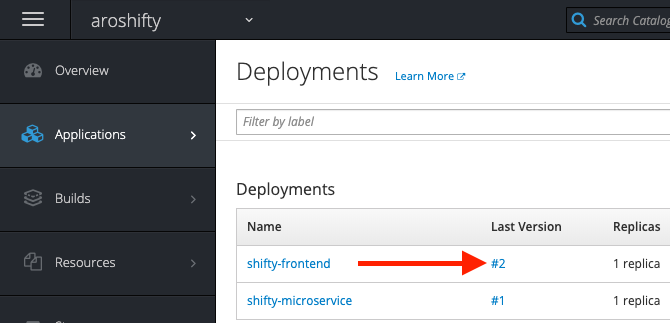 aroshifty
Search Catalog
Overview
Deployments Learn More
Applications
Filter by label
Builds
Deployments
Name Last Version Replicas
Resources
shifty-frontend #2 1 replica
shifty-microservice #1 1 replica